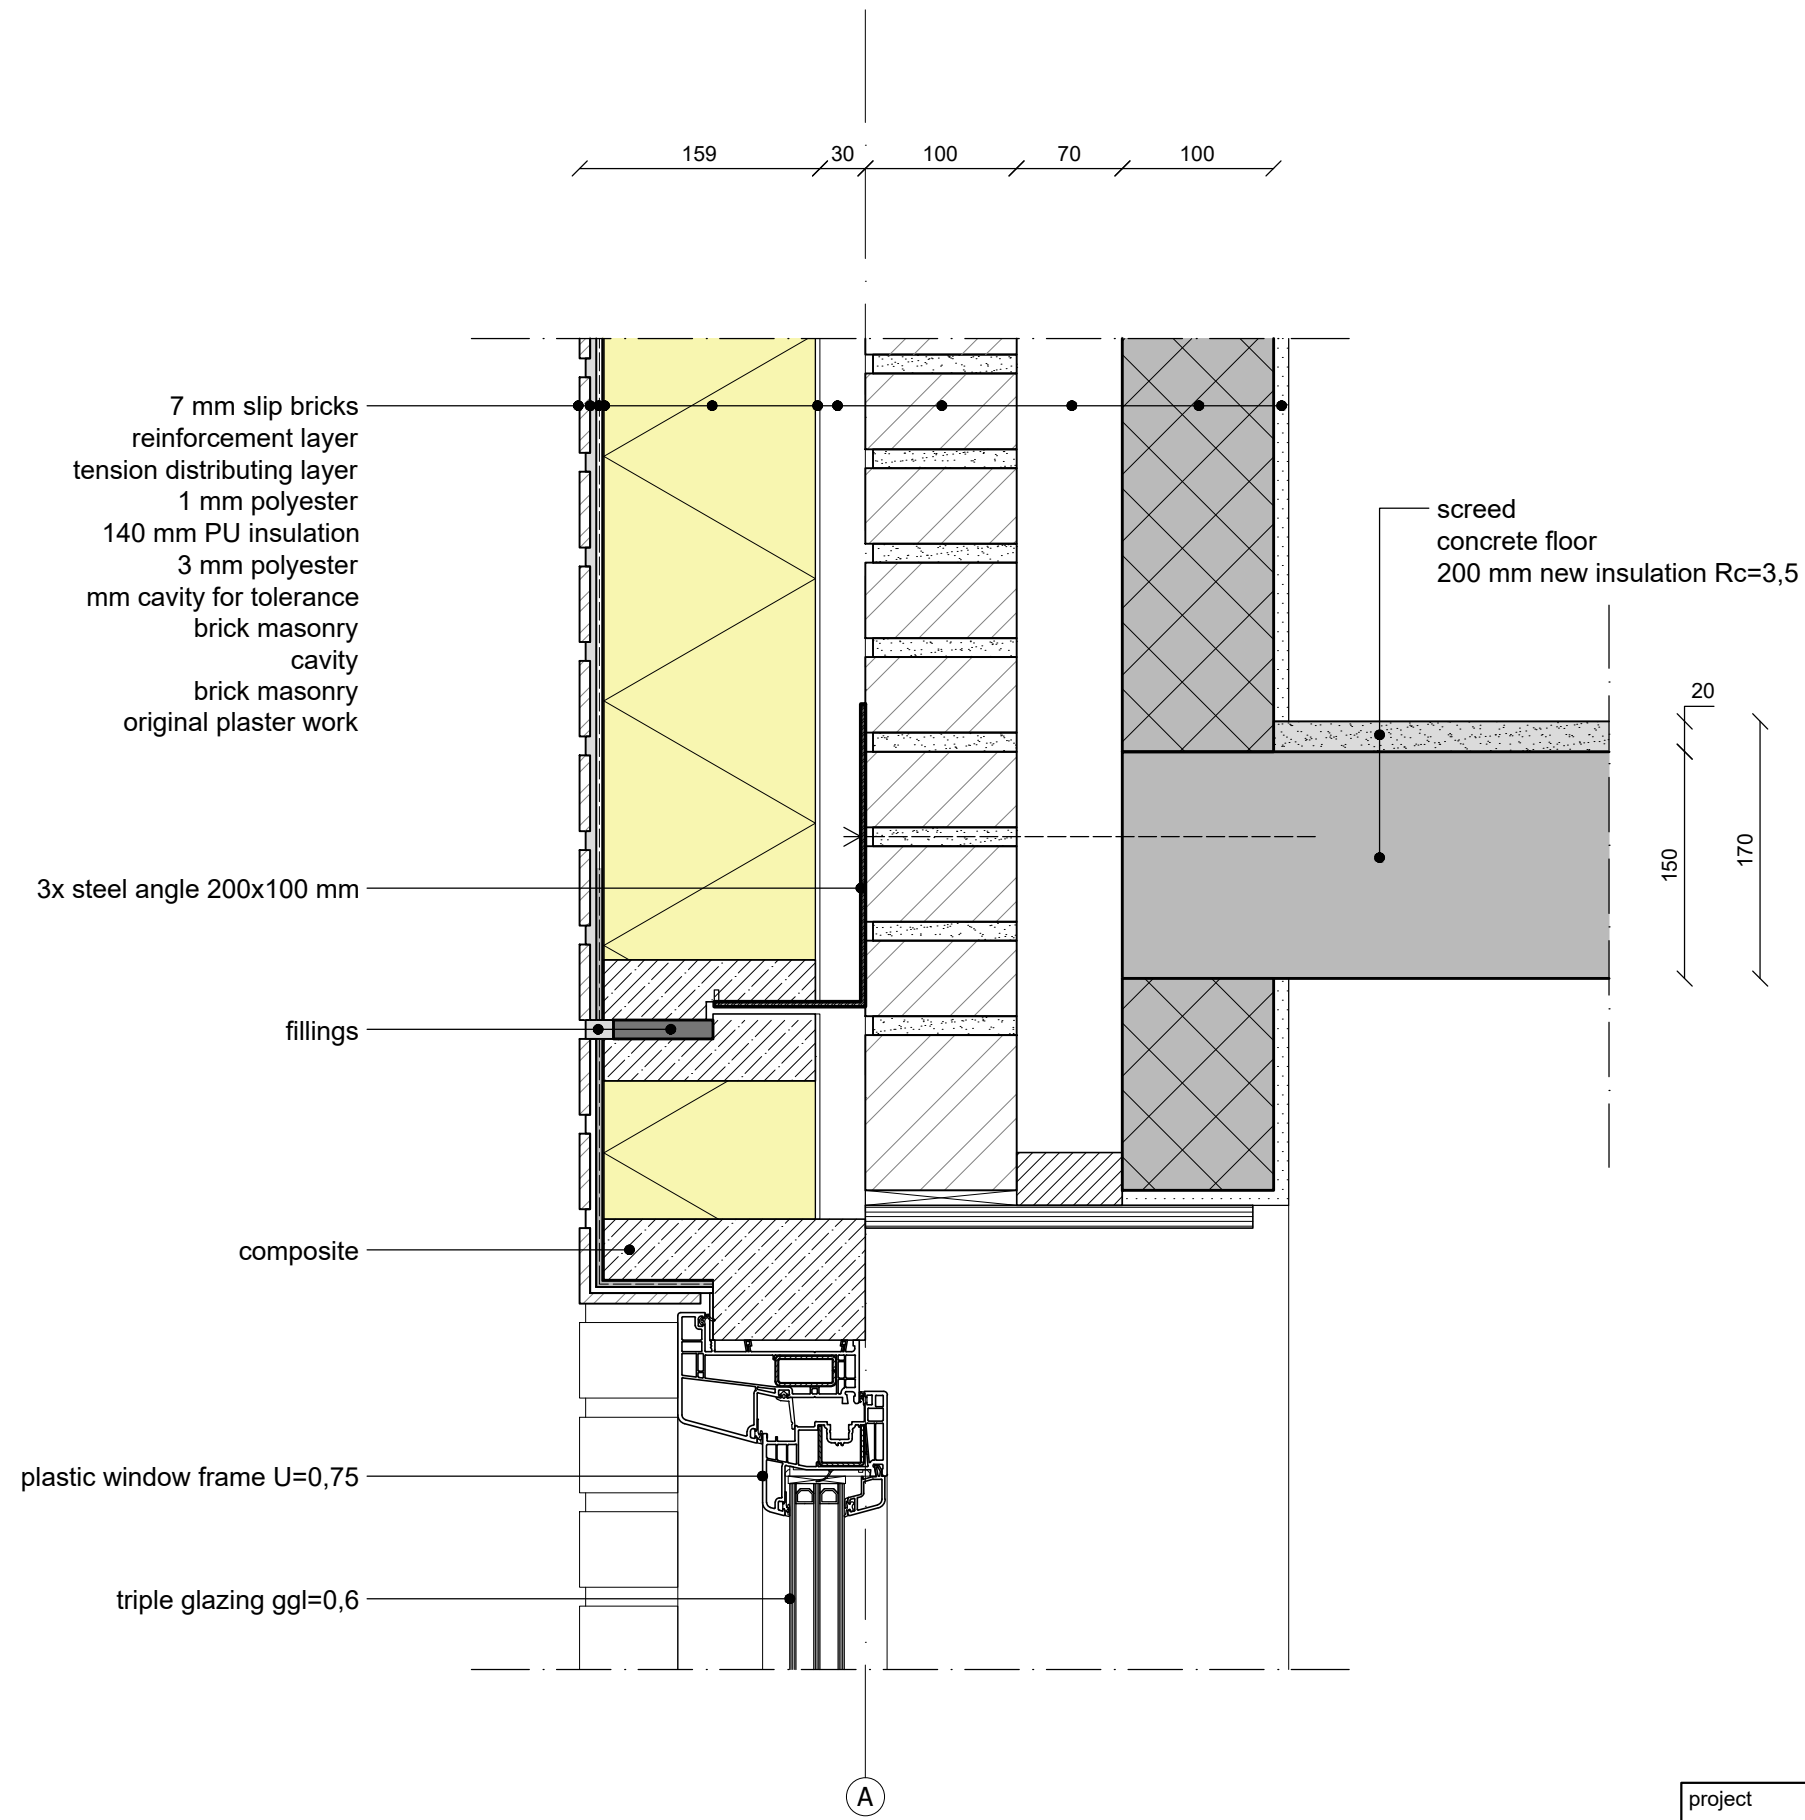 159
30
100
70
100
7 mm slip bricks
reinforcement layer
tension distributing layer
1 mm polyester
140 mm PU insulation
3 mm polyester
mm cavity for tolerance
brick masonry
cavity
brick masonry
original plaster work
screed
concrete floor
200 mm new insulation Rc=3,5
20
150
170
3x steel angle 200x100 mm
fillings
composite
plastic window frame U=0,75
triple glazing ggl=0,6
A
project